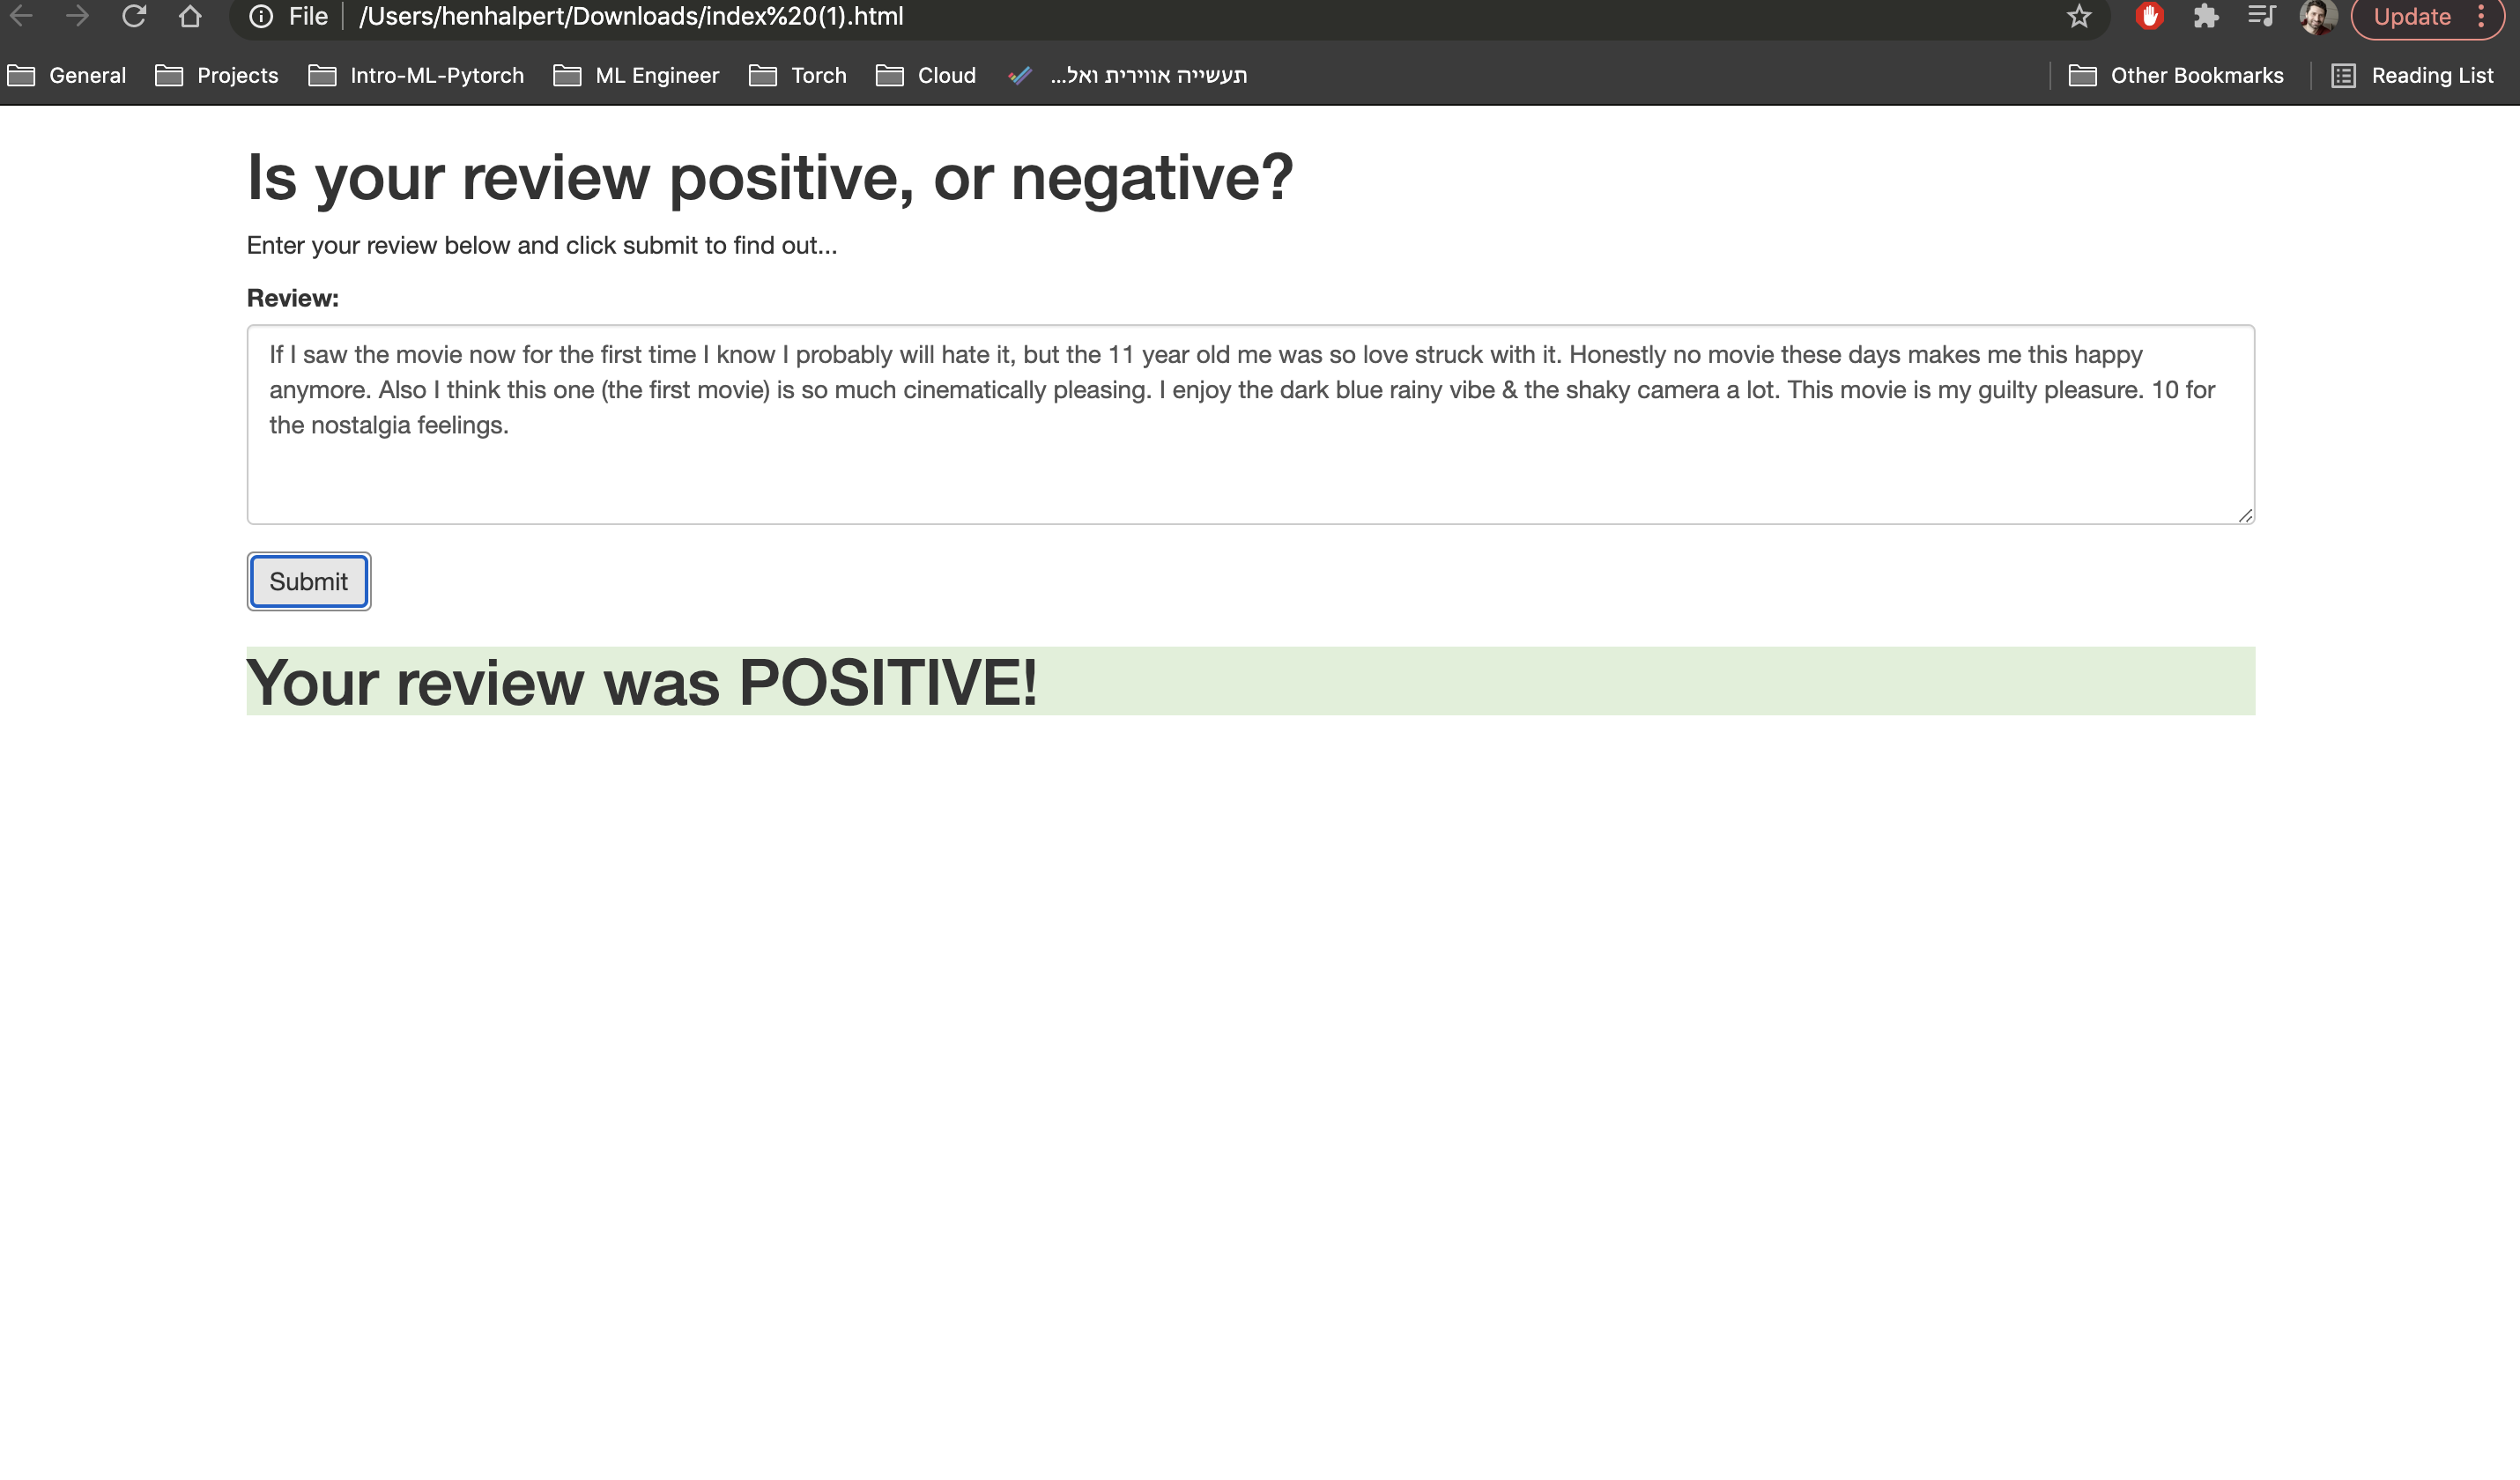 File /Users/henhalpert/Downloads/index%20(1).html Update
General Projects Intro-ML-Pytorch ML Engineer Torch Cloud תעשייה אווירית ואל... Other Bookmarks Reading List
Is your review positive, or negative?
Enter your review below and click submit to find out...
Review:
If I saw the movie now for the first time I know I probably will hate it, but the 11 year old me was so love struck with it. Honestly no movie these days makes me this happy
anymore. Also I think this one (the first movie) is so much cinematically pleasing. I enjoy the dark blue rainy vibe & the shaky camera a lot. This movie is my guilty pleasure. 10 for
the nostalgia feelings.
Submit
Your review was POSITIVE!